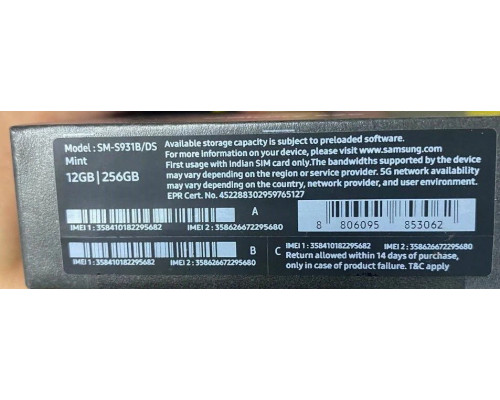 Model : SM-S931B/DS
Mint
12GB | 256GB
Available storage capacity is subject to preloaded software.
For more information on your device, please visit www.samsung.com
First usage with Indian SIM card only.The bandwidths supported by the device
may vary depending on the region or service provider. 5G network availability
may vary depending on the country, network, and user environment.
EPR Cert. No. 452288302959765127
A
IMEI 1 : 358410182295682 IMEI 2 : 358626672295680
8 806095 853062
B
IMEI 1 : 358410182295682 IMEI 2 : 358626672295680
C
IMEI 1 :358410182295682 IMEI 2 : 358626672295680
Return allowed within 14 days of purchase,
only in case of product failure. T&C apply